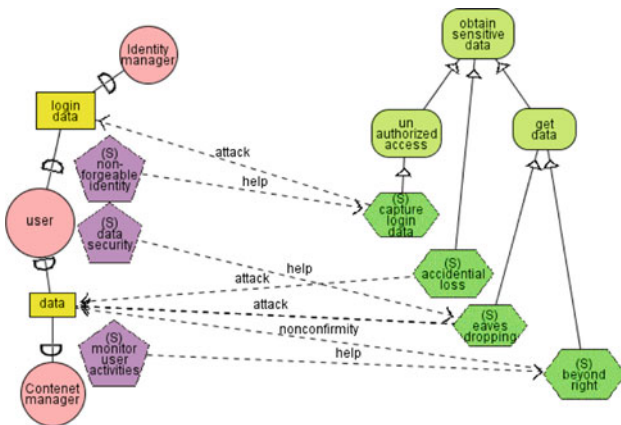 Identity
manager
login
data
(S)
non-
forgeable
identity
(S)
data
security
user
data
(S)
monitor
user
activities
Contenet
manager
attack
help
help
attack
attack
nonconfirmity
help
obtain
sensitive
data
un
authorized
access
get
data
(S)
capture
login
data
(S)
accidential
loss
(S)
eaves
dropping
(S)
beyond
right